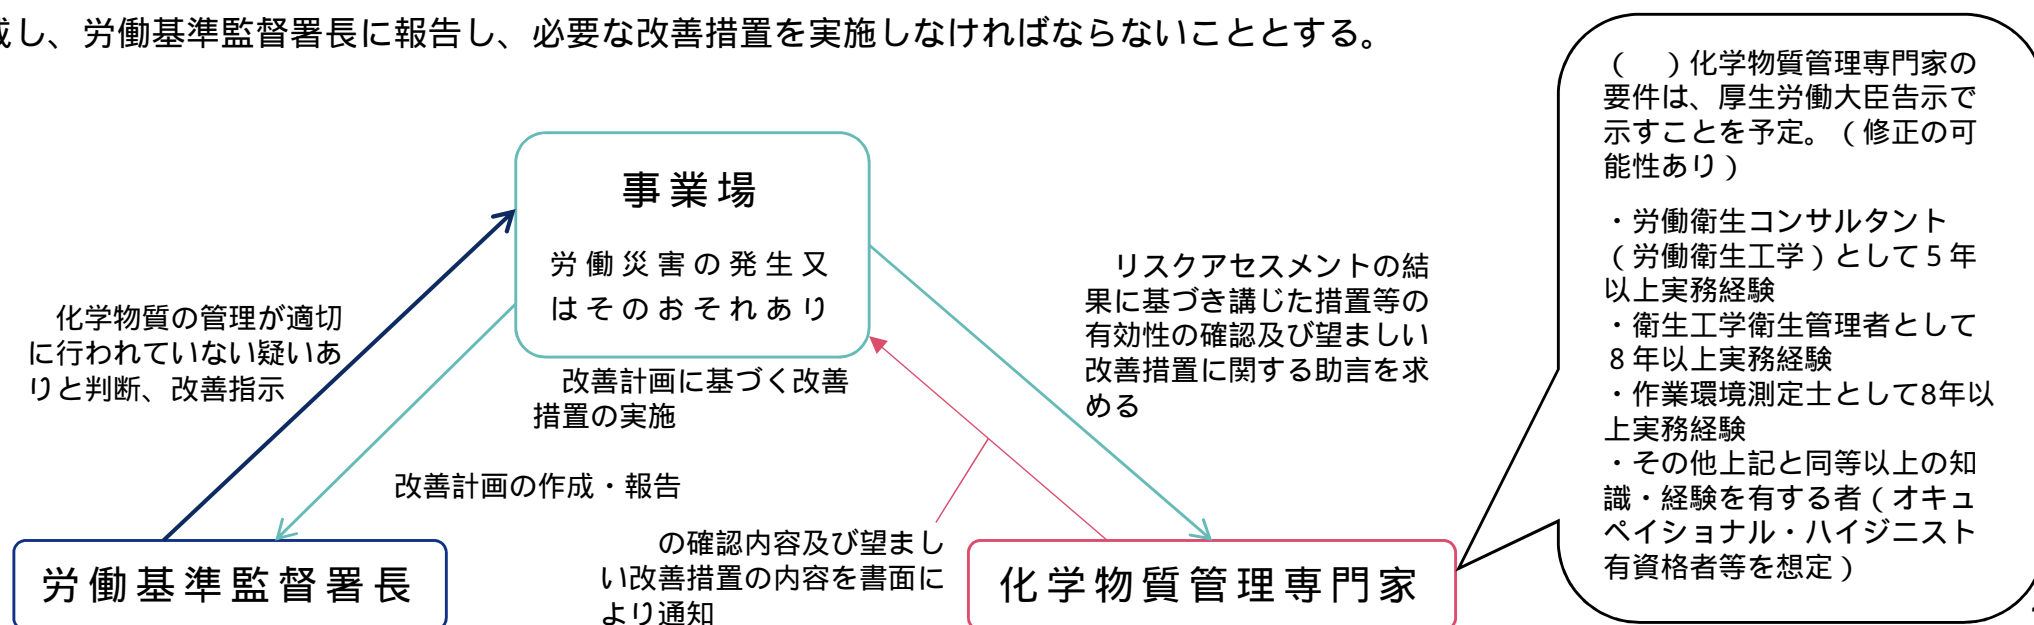 成し、労働基準監督署長に報告し、必要な改善措置を実施しなければならないこととする。
事業場
労働災害の発生又
はそのおそれあり
化学物質の管理が適切
に行われていない疑いあ
りと判断、改善指示
改善計画に基づく改善
措置の実施
改善計画の作成・報告
リスクアセスメントの結
果に基づき講じた措置等の
有効性の確認及び望ましい
改善措置に関する助言を求
める
の確認内容及び望まし
い改善措置の内容を書面に
より通知
労働基準監督署長
化学物質管理専門家
(　)化学物質管理専門家の
要件は、厚生労働大臣告示で
示すことを予定。(修正の可
能性あり)
・労働衛生コンサルタント
(労働衛生工学)として5年
以上実務経験
・衛生工学衛生管理者として
8年以上実務経験
・作業環境測定士として8年以
上実務経験
・その他上記と同等以上の知
識・経験を有する者(オキュ
ペイショナル・ハイジニスト
有資格者等を想定)